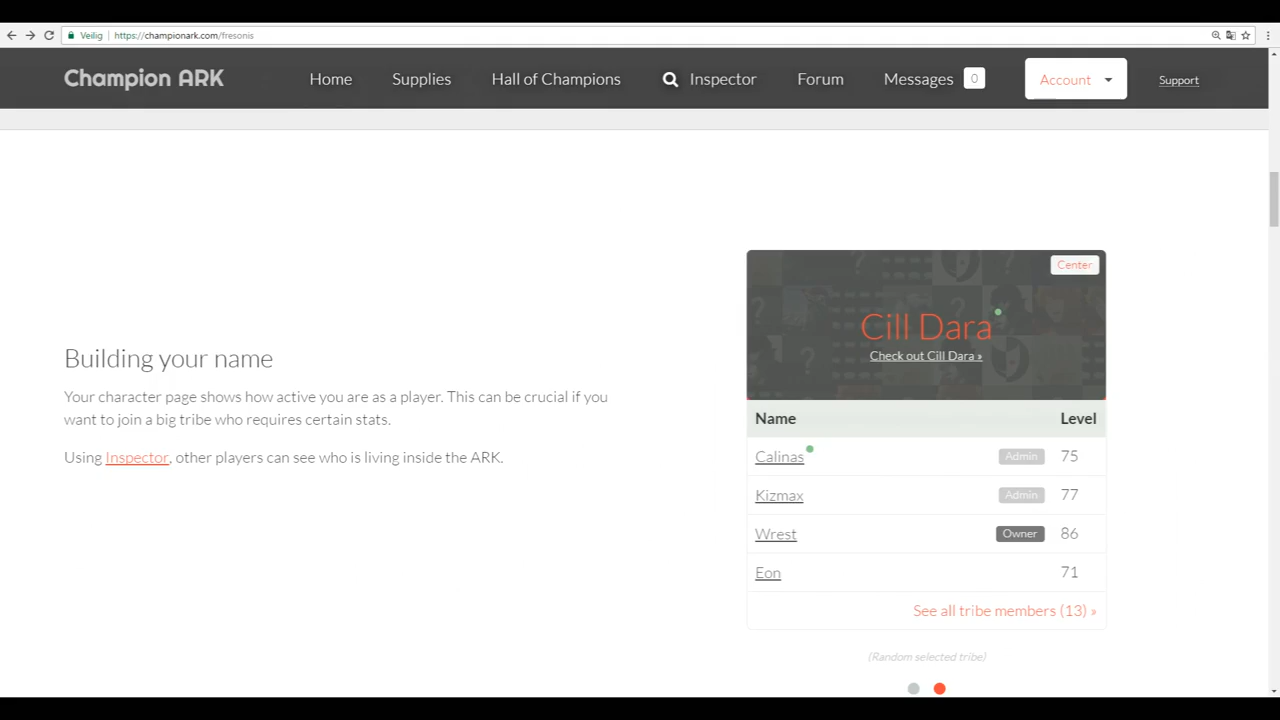 Veilig https://championark.com/fresonis
Champion ARK Home Supplies Hall of Champions Inspector Forum Messages 0 Account Support
Building your name
Your character page shows how active you are as a player. This can be crucial if you
want to join a big tribe who requires certain stats.
Using Inspector, other players can see who is living inside the ARK.
Center
Cill Dara
Check out Cill Dara »
Name Level
Calinas Admin 75
Kizmax Admin 77
Wrest Owner 86
Eon 71
See all tribe members (13) »
(Random selected tribe)